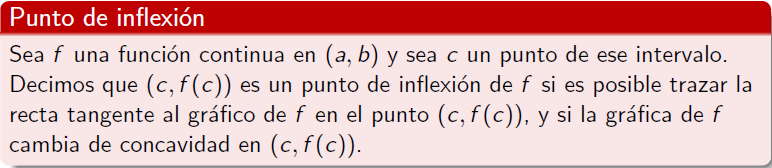 Punto de inflexión
Sea f una función continua en (a, b) y sea c un punto de ese intervalo.
Decimos que (c, f(c)) es un punto de inflexión de f si es posible trazar la
recta tangente al gráfico de f en el punto (c, f(c)), y si la gráfica de f
cambia de concavidad en (c, f(c)).